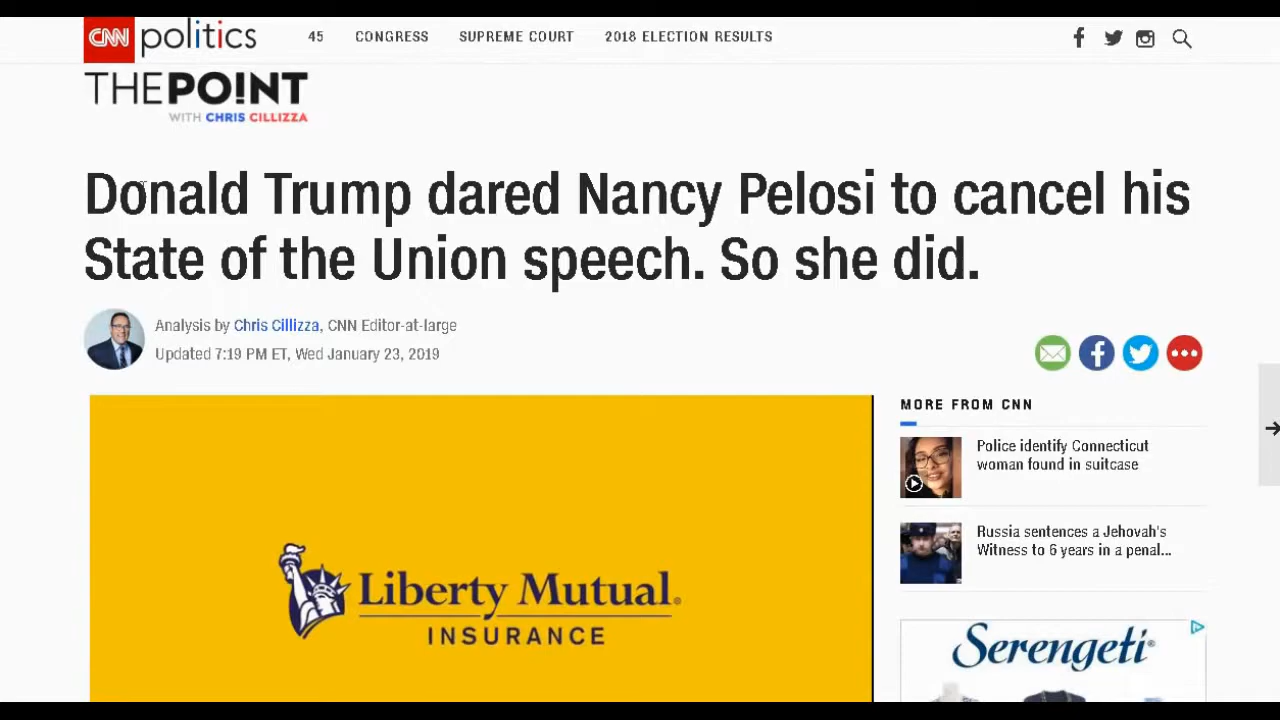 CNN politics
45 CONGRESS SUPREME COURT 2018 ELECTION RESULTS
THE PO!NT
WITH CHRIS CILLIZZA
Donald Trump dared Nancy Pelosi to cancel his
State of the Union speech. So she did.
Analysis by Chris Cillizza, CNN Editor-at-large
Updated 7:19 PM ET, Wed January 23, 2019
MORE FROM CNN
Police identify Connecticut
woman found in suitcase
Russia sentences a Jehovah's
Witness to 6 years in a penal...
Liberty Mutual®
INSURANCE
Serengeti®